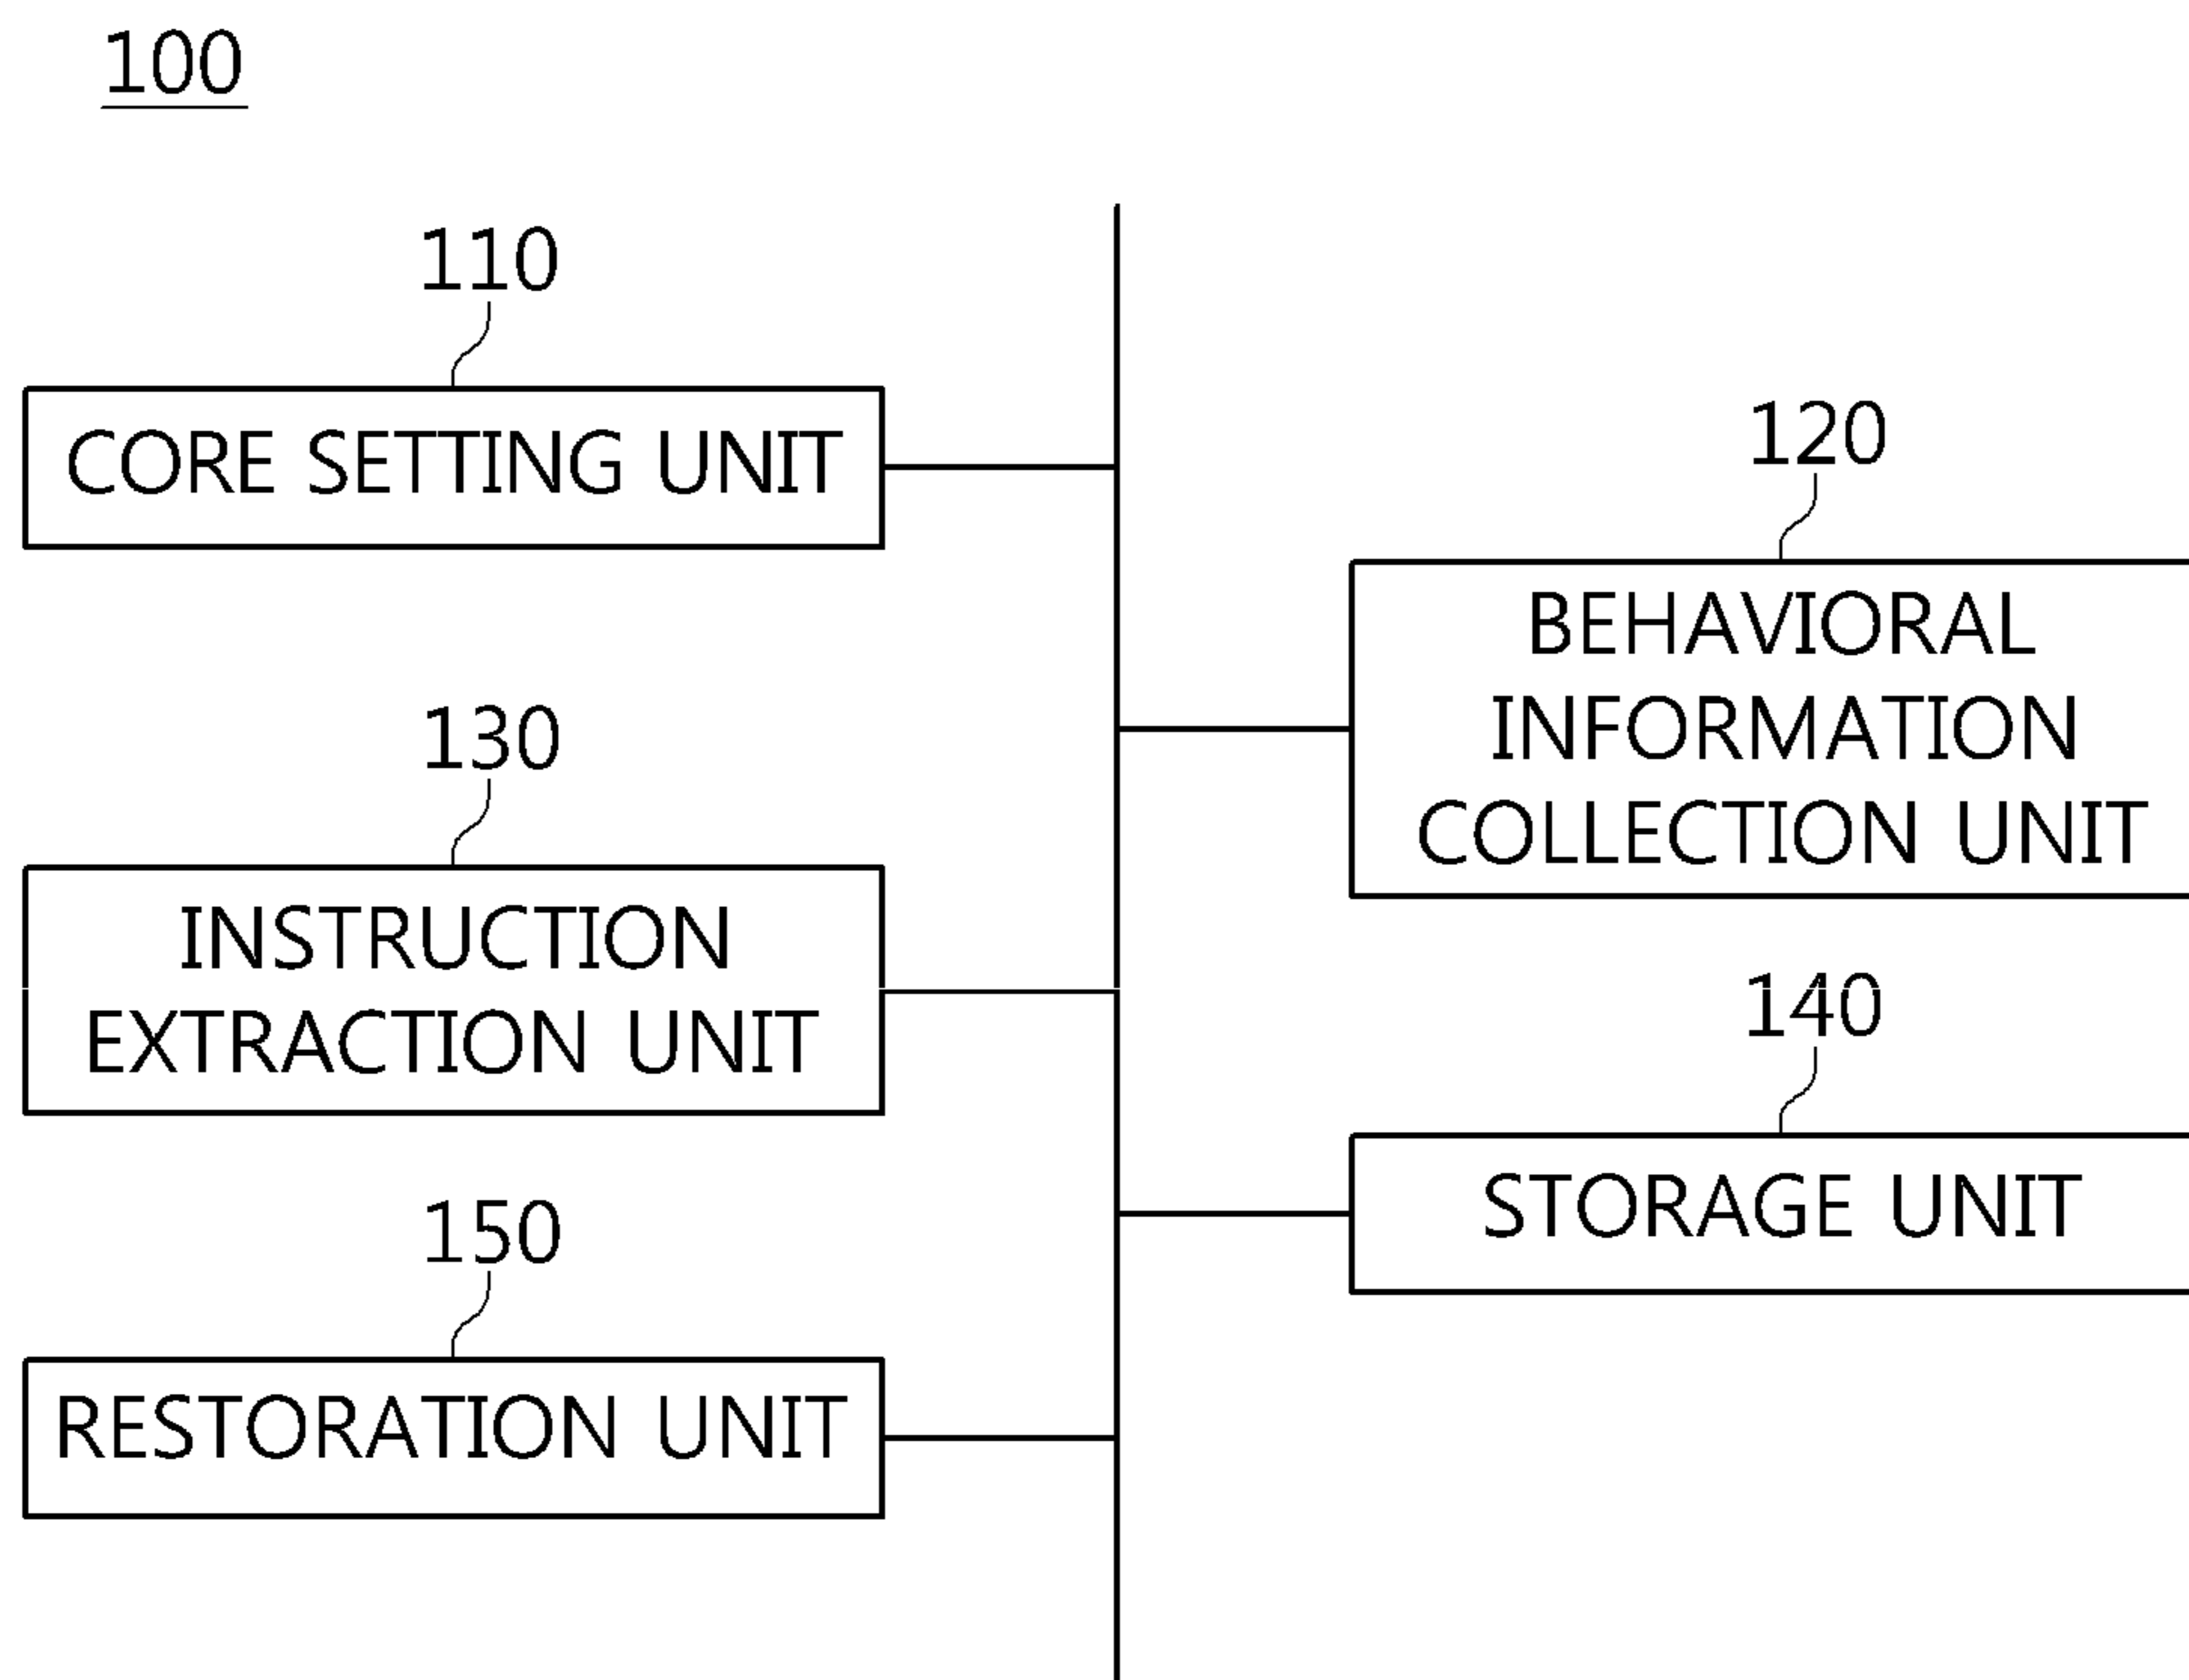 100
110
CORE SETTING UNIT
120
BEHAVIORAL
INFORMATION
COLLECTION UNIT
130
INSTRUCTION
EXTRACTION UNIT
140
STORAGE UNIT
150
RESTORATION UNIT